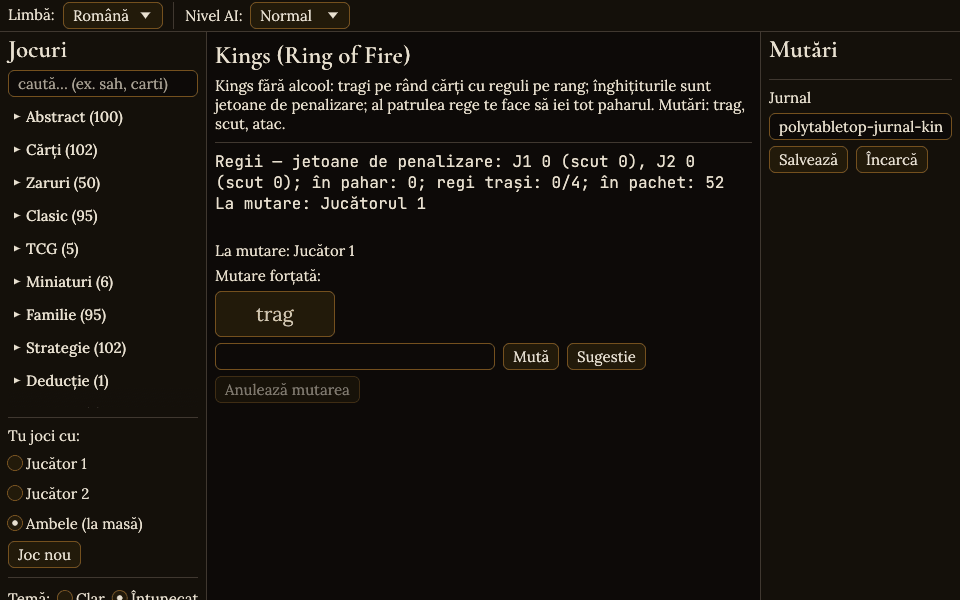 Limbă: Română ▼ Nivel AI: Normal ▼
Jocuri
caută... (ex. sah, carti)
▸ Abstract (100)
▸ Cărți (102)
▸ Zaruri (50)
▸ Clasic (95)
▸ TCG (5)
▸ Miniaturi (6)
▸ Familie (95)
▸ Strategie (102)
▸ Deducție (1)
Tu joci cu:
Jucător 1
Jucător 2
Ambele (la masă)
Joc nou
Temă: Clar Întunecat
Kings (Ring of Fire)
Kings fără alcool: tragi pe rând cărți cu reguli pe rang; înghițiturile sunt
jetoane de penalizare; al patrulea rege te face să iei tot paharul. Mutări: trag,
scut, atac.
Regii — jetoane de penalizare: J1 0 (scut 0), J2 0
(scut 0); în pahar: 0; regi trași: 0/4; în pachet: 52
La mutare: Jucătorul 1
La mutare: Jucător 1
Mutare forțată:
trag
Mută Sugestie
Anulează mutarea
Mutări
Jurnal
polytabletop-jurnal-kin
Salvează Încarcă